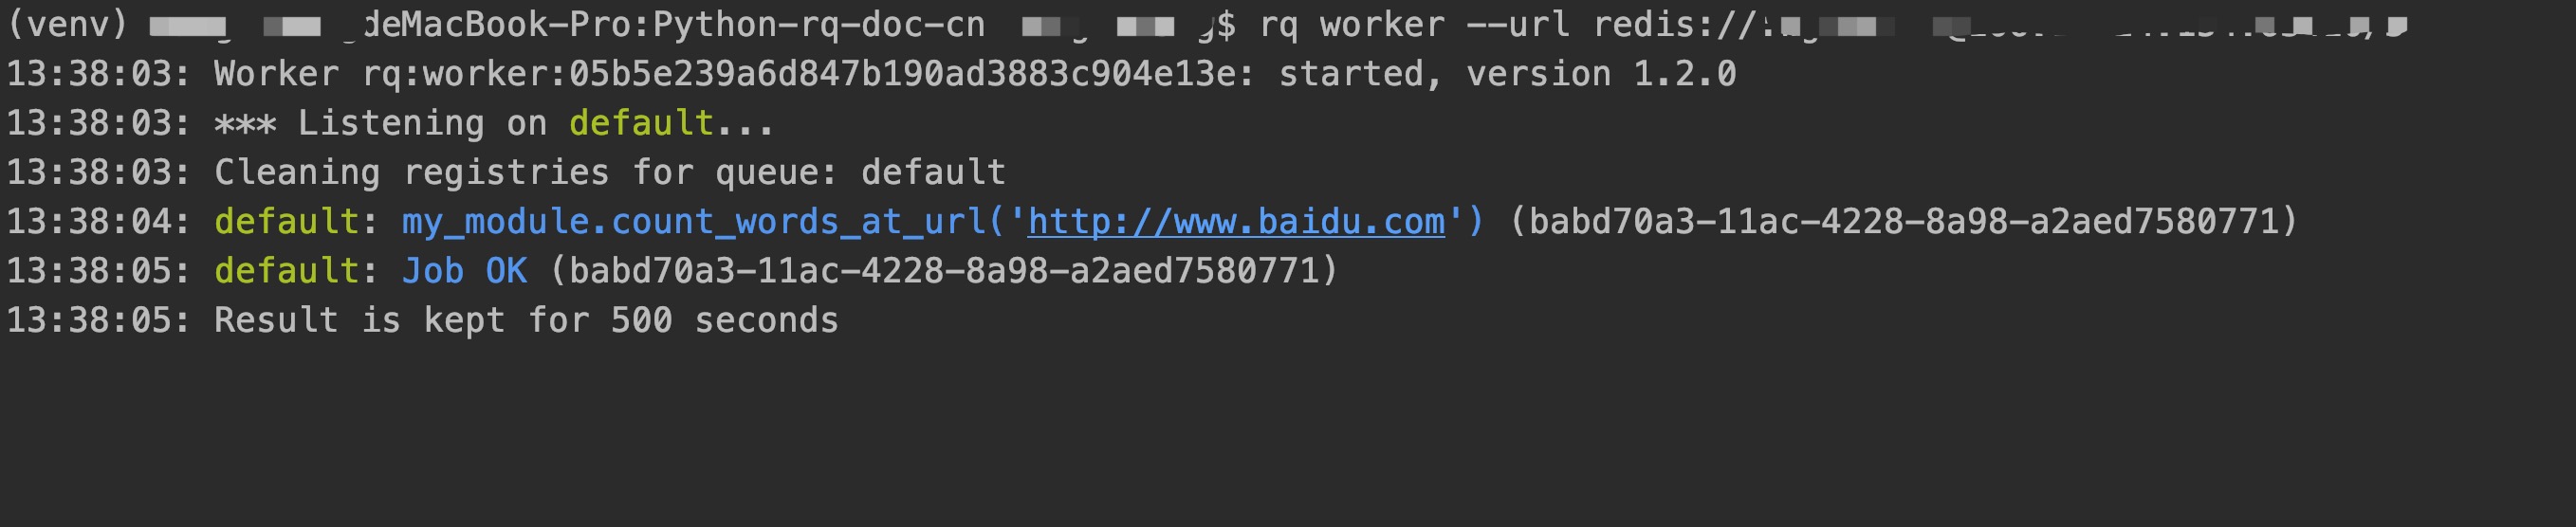 (venv) deMacBook-Pro:Python-rq-doc-cn $ rq worker --url redis://:
13:38:03: Worker rq:worker:05b5e239a6d847b190ad3883c904e13e: started, version 1.2.0
13:38:03: *** Listening on default...
13:38:03: Cleaning registries for queue: default
13:38:04: default: my_module.count_words_at_url('http://www.baidu.com') (babd70a3-11ac-4228-8a98-a2aed7580771)
13:38:05: default: Job OK (babd70a3-11ac-4228-8a98-a2aed7580771)
13:38:05: Result is kept for 500 seconds